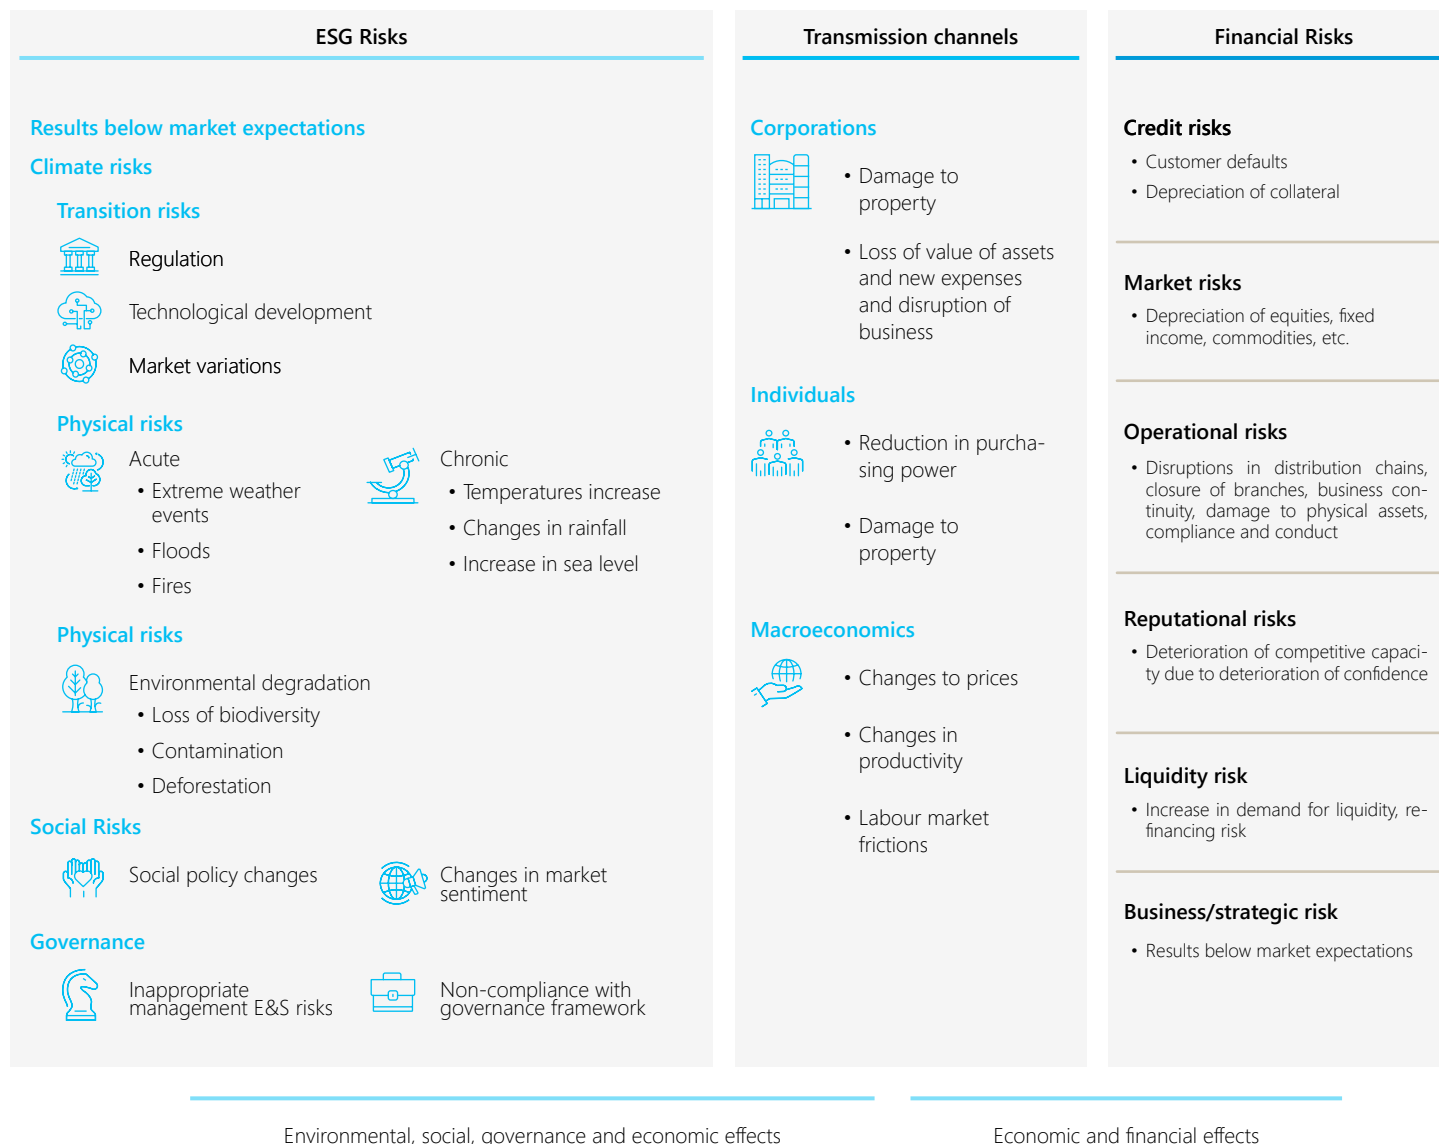 ESG Risks
Results below market expectations
Climate risks
Transition risks
Regulation
Technological development
Market variations
Physical risks
Acute
• Extreme weather
events
• Floods
• Fires
Chronic
• Temperatures increase
• Changes in rainfall
• Increase in sea level
Physical risks
Environmental degradation
• Loss of biodiversity
• Contamination
• Deforestation
Social Risks
Social policy changes
Changes in market
sentiment
Governance
Inappropriate
management E&S risks
Non-compliance with
governance framework
Transmission channels
Corporations
• Damage to
property
• Loss of value of assets
and new expenses
and disruption of
business
Individuals
• Reduction in purcha-
sing power
• Damage to
property
Macroeconomics
• Changes to prices
• Changes in
productivity
• Labour market
frictions
Financial Risks
Credit risks
• Customer defaults
• Depreciation of collateral
Market risks
• Depreciation of equities, fixed
income, commodities, etc.
Operational risks
• Disruptions in distribution chains,
closure of branches, business con-
tinuity, damage to physical assets,
compliance and conduct
Reputational risks
• Deterioration of competitive capaci-
ty due to deterioration of confidence
Liquidity risk
• Increase in demand for liquidity, re-
financing risk
Business/strategic risk
• Results below market expectations
Environmental, social, governance and economic effects
Economic and financial effects